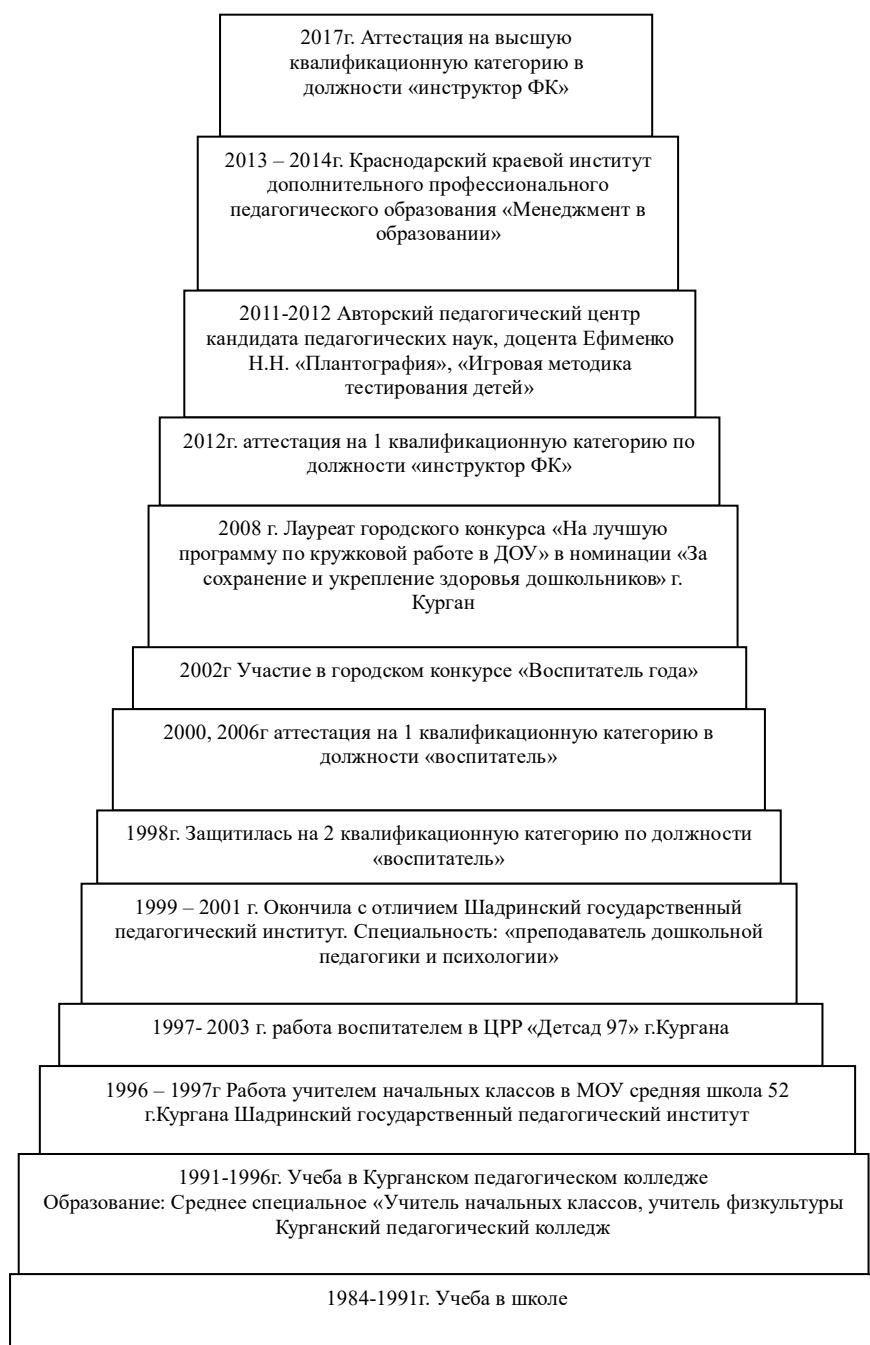 2017г. Аттестация на высшую
квалификационную категорию в
должности «инструктор ФК»
2013 – 2014г. Краснодарский краевой институт
дополнительного профессионального
педагогического образования «Менеджмент в
образовании»
2011-2012 Авторский педагогический центр
кандидата педагогических наук, доцента Ефименко
Н.Н. «Плантография», «Игровая методика
тестирования детей»
2012г. аттестация на 1 квалификационную категорию по
должности «инструктор ФК»
2008 г. Лауреат городского конкурса «На лучшую
программу по кружковой работе в ДОУ» в номинации «За
сохранение и укрепление здоровья дошкольников» г.
Курган
2002г Участие в городском конкурсе «Воспитатель года»
2000, 2006г аттестация на 1 квалификационную категорию в
должности «воспитатель»
1998г. Защитилась на 2 квалификационную категорию по должности
«воспитатель»
1999 – 2001 г. Окончила с отличием Шадринский государственный
педагогический институт. Специальность: «преподаватель дошкольной
педагогики и психологии»
1997- 2003 г. работа воспитателем в ЦРР «Детсад 97» г.Кургана
1996 – 1997г Работа учителем начальных классов в МОУ средняя школа 52
г.Кургана Шадринский государственный педагогический институт
1991-1996г. Учеба в Курганском педагогическом колледже
Образование: Среднее специальное «Учитель начальных классов, учитель физкультуры
Курганский педагогический колледж
1984-1991г. Учеба в школе